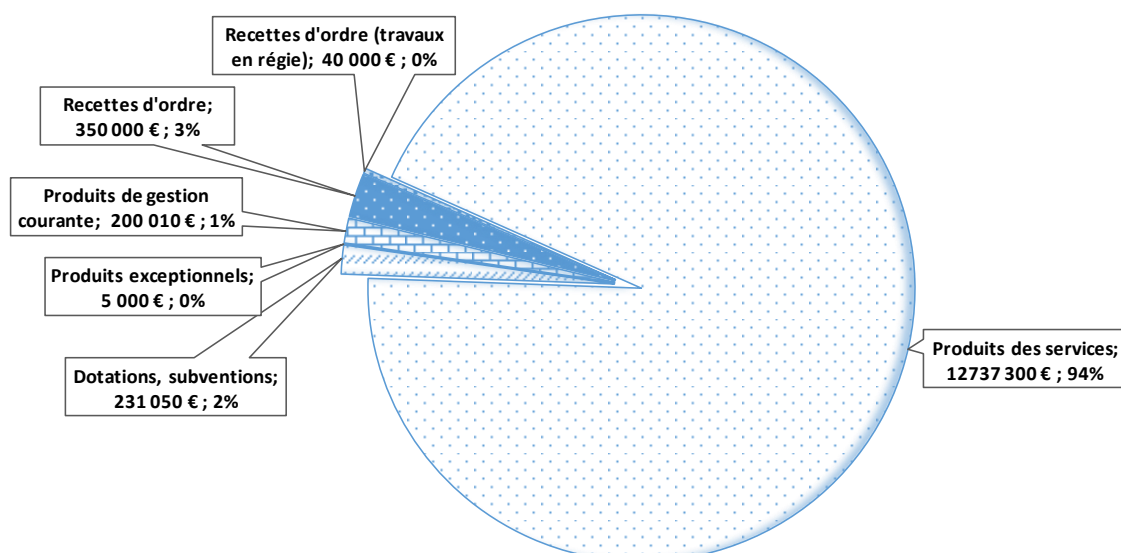 Recettes d'ordre (travaux
en régie); 40 000 € ; 0%
Recettes d'ordre;
350 000 € ; 3%
Produits de gestion
courante; 200 010 € ; 1%
Produits exceptionnels;
5 000 € ; 0%
Dotations, subventions;
231 050 € ; 2%
Produits des services;
12737 300 € ; 94%